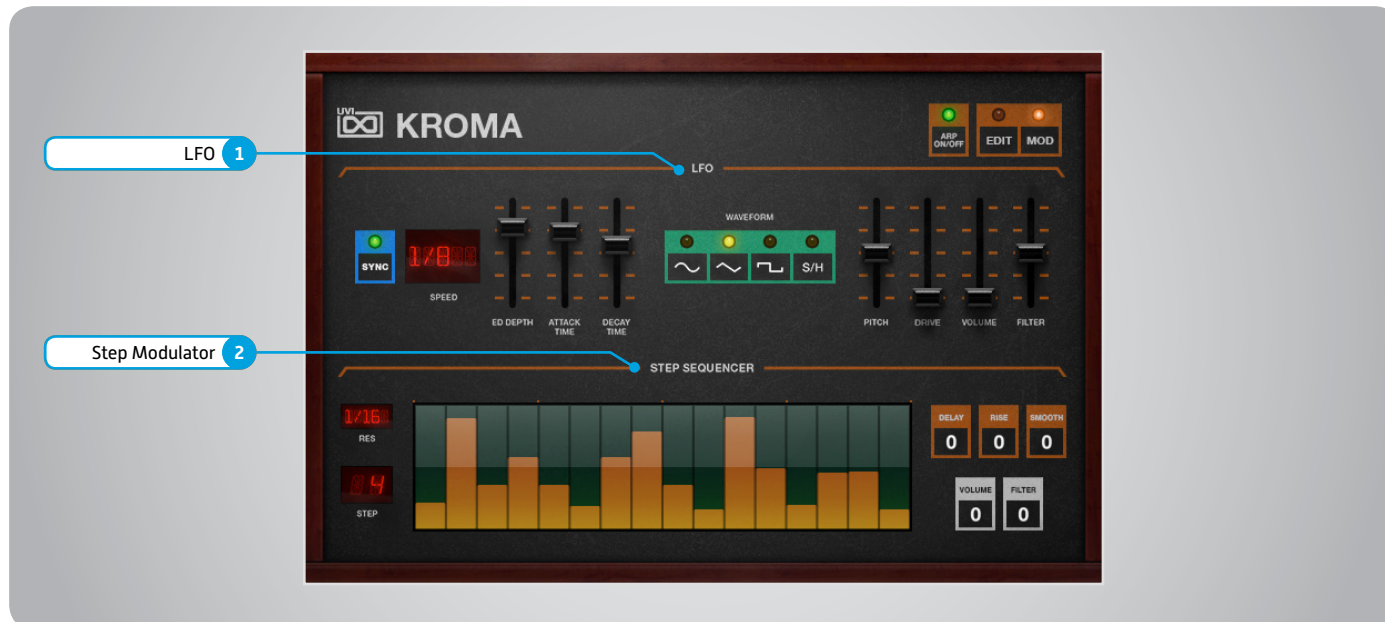 UVI
KROMA
ARP
ON/OFF
EDIT
MOD
LFO 1
LFO
WAVEFORM
SYNC
1/8
S/H
SPEED
ED DEPTH
ATTACK
TIME
DECAY
TIME
PITCH
DRIVE
VOLUME
FILTER
Step Modulator 2
STEP SEQUENCER
1/16
RES
4
STEP
DELAY
0
RISE
0
SMOOTH
0
VOLUME
0
FILTER
0